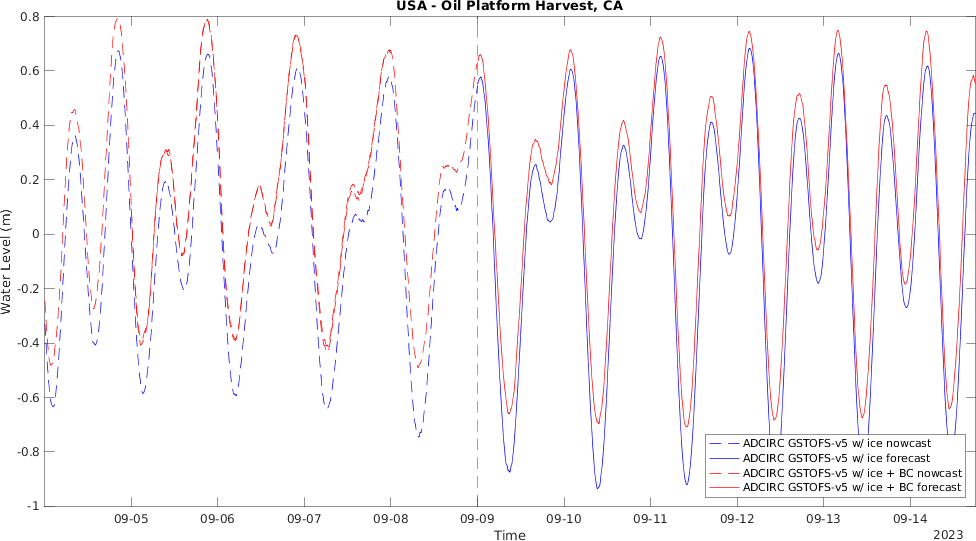 USA - Oil Platform Harvest, CA
0.8
0.6
0.4
0.2
0
-0.2
-0.4
-0.6
-0.8
-1
Water Level (m)
ADCIRC GSTOFS-v5 w/ ice nowcast
ADCIRC GSTOFS-v5 w/ ice forecast
ADCIRC GSTOFS-v5 w/ ice + BC nowcast
ADCIRC GSTOFS-v5 w/ ice + BC forecast
09-05 09-06 09-07 09-08 09-09 09-10 09-11 09-12 09-13 09-14
Time
2023